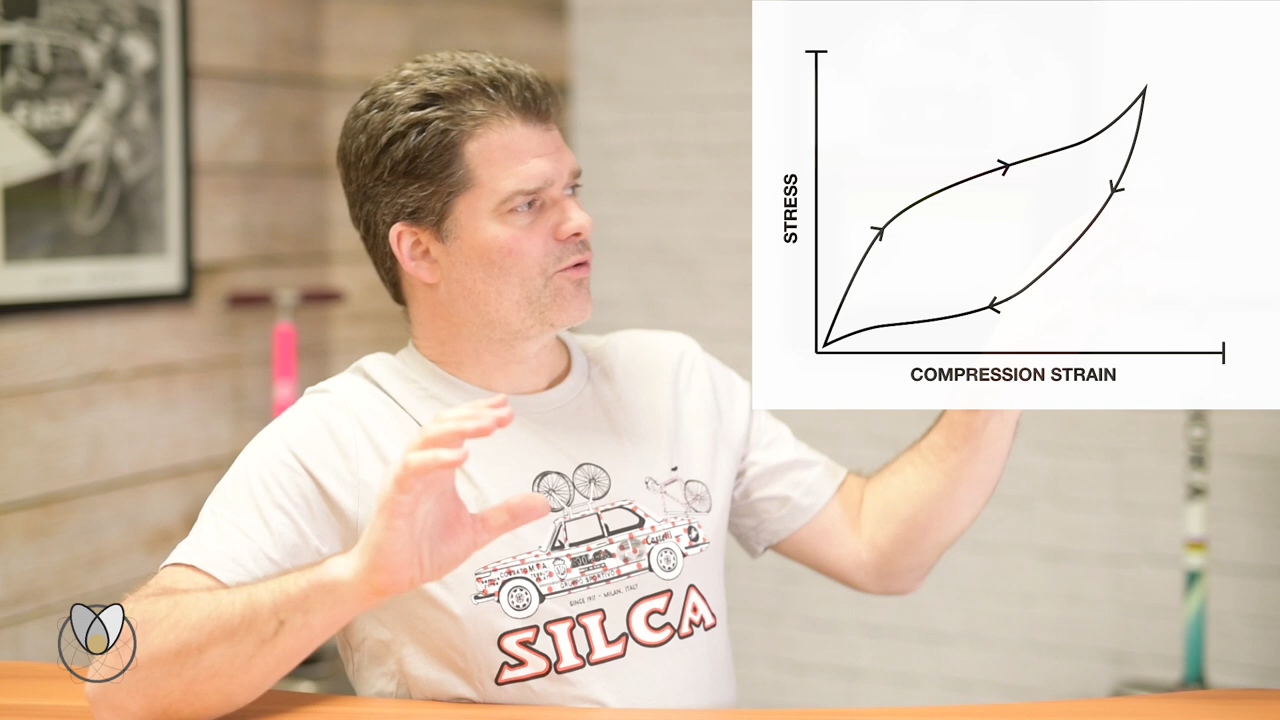 STRESS
COMPRESSION STRAIN
SILCA
SINCE 1917 - MILAN, ITALY
SILCA